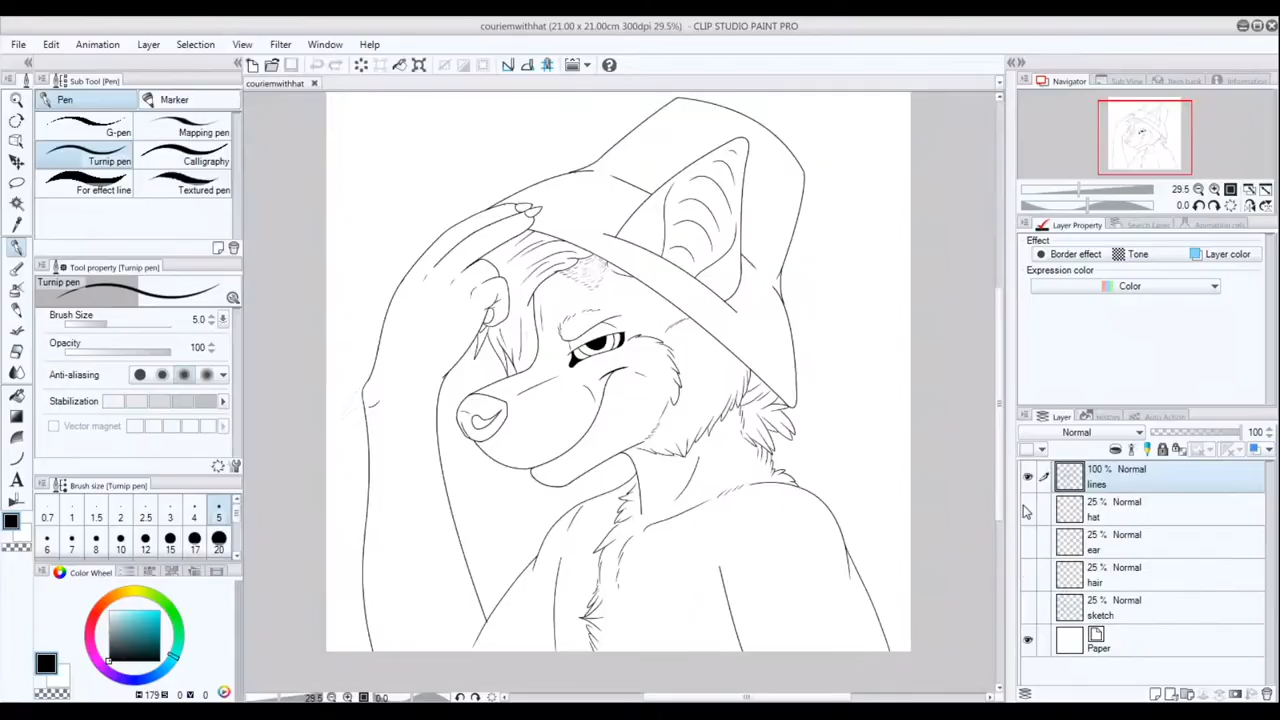 couriemwithhat (21.00 x 21.00cm 300dpi 29.5%) - CLIP STUDIO PAINT PRO
File Edit Animation Layer Selection View Filter Window Help
Sub Tool [Pen]
Pen Marker
G-pen Mapping pen
Turnip pen Calligraphy
For effect line Textured pen
Tool property [Turnip pen]
Turnip pen
Brush Size 5.0
Opacity 100
Anti-aliasing
Stabilization
Vector magnet
Brush size [Turnip pen]
0.7 1 1.5 2 2.5 3 4 5
6 7 8 10 12 15 17 20
Color Wheel
H 179 S 0 V 0
couriemwithhat
29.5 0.0
Navigator Sub View Item bank Information
29.5
0.0
Layer Property Search Layer Animation cels
Effect
Border effect Tone Layer color
Expression color
Color
Layer History Auto Action
Normal 100
100 % Normal
lines
25 % Normal
hat
25 % Normal
ear
25 % Normal
hair
25 % Normal
sketch
Paper